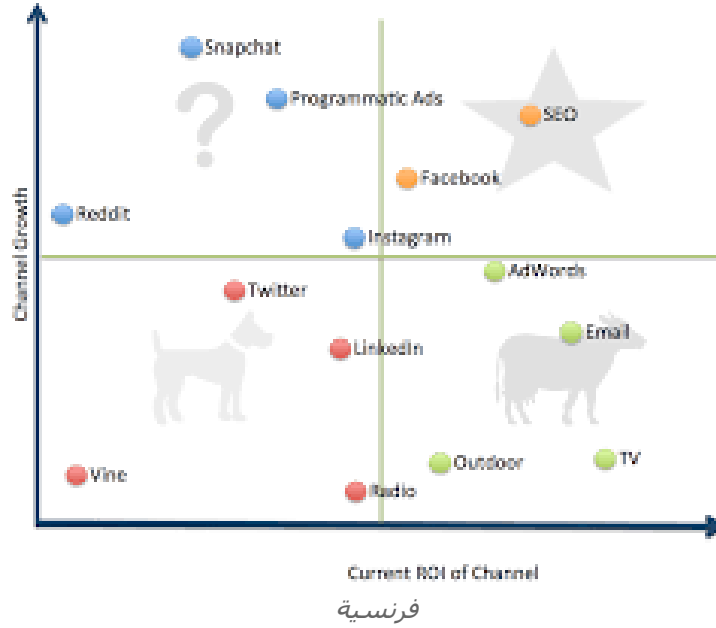 Snapchat
Programmatic Ads
SEO
Facebook
Reddit
Instagram
AdWords
Twitter
Email
LinkedIn
Outdoor
TV
Vine
Radio
Channel Growth
Current ROI of Channel
فرنسية